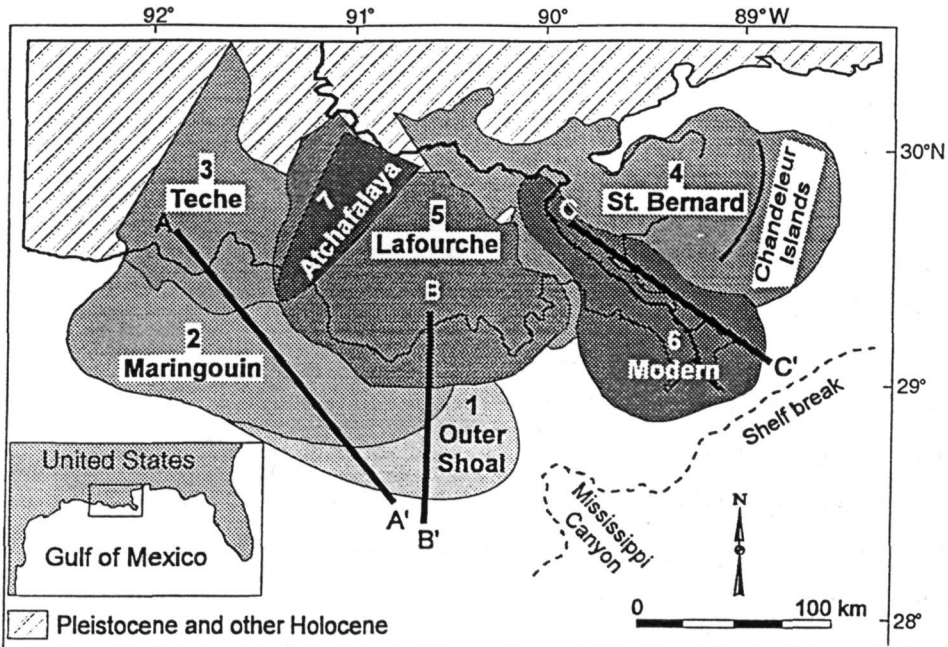 92°
91°
90°
89°W
30°N
29°
28°
3
Teche
A
7
Atchafalaya
5
Lafourche
B
C
4
St. Bernard
Chandeleur
Islands
2
Maringouin
6
Modern
C'
1
Outer
Shoal
Shelf break
A'
B'
Mississippi
Canyon
N
United States
Gulf of Mexico
0
100 km
Pleistocene and other Holocene